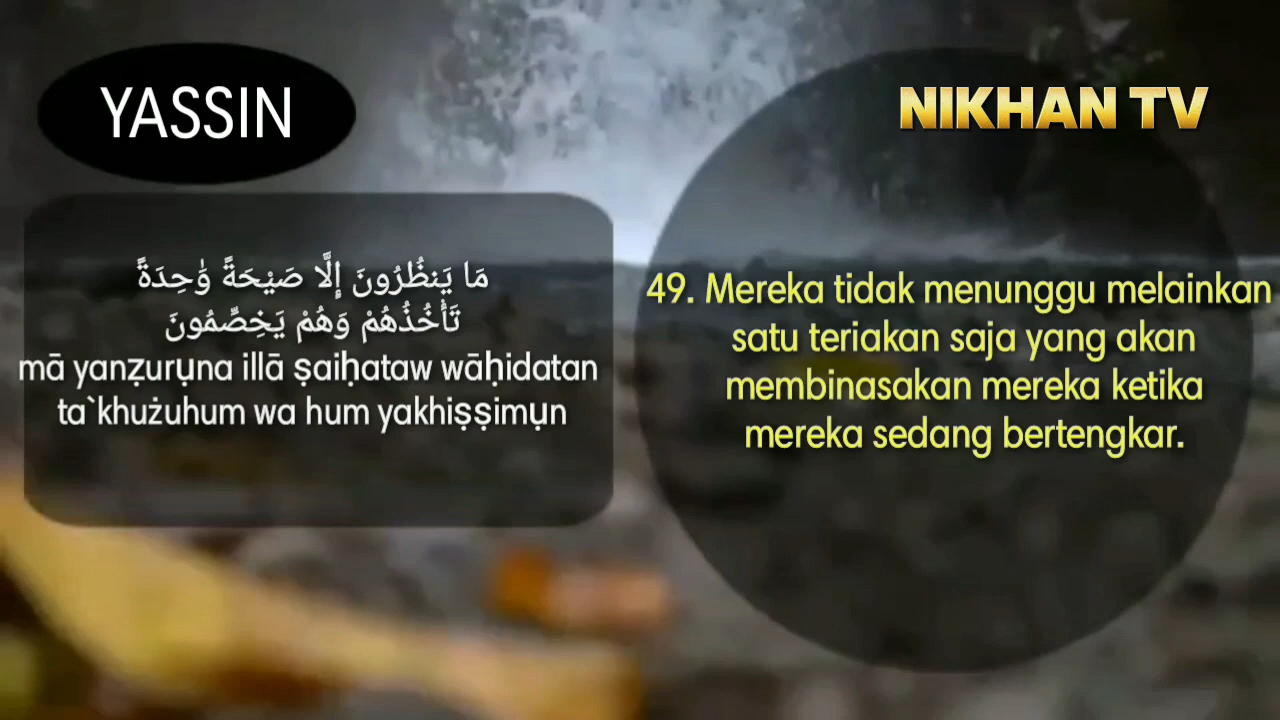 YASSIN
NIKHAN TV
مَا يَنظُرُونَ إِلَّا صَيْحَةً وَٰحِدَةً
تَأْخُذُهُمْ وَهُمْ يَخِصِّمُونَ
mā yanẓurụna illā ṣaiḥataw wāḥidatan
ta`khużuhum wa hum yakhiṣṣimụn
49. Mereka tidak menunggu melainkan
satu teriakan saja yang akan
membinasakan mereka ketika
mereka sedang bertengkar.